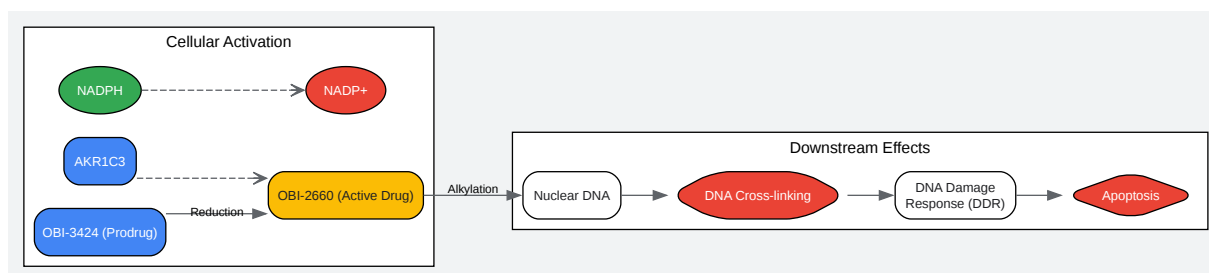 Cellular Activation
NADPH
NADP+
AKR1C3
OBI-3424 (Prodrug)
Reduction
OBI-2660 (Active Drug)
Alkylation
Downstream Effects
Nuclear DNA
DNA Cross-linking
DNA Damage
Response (DDR)
Apoptosis